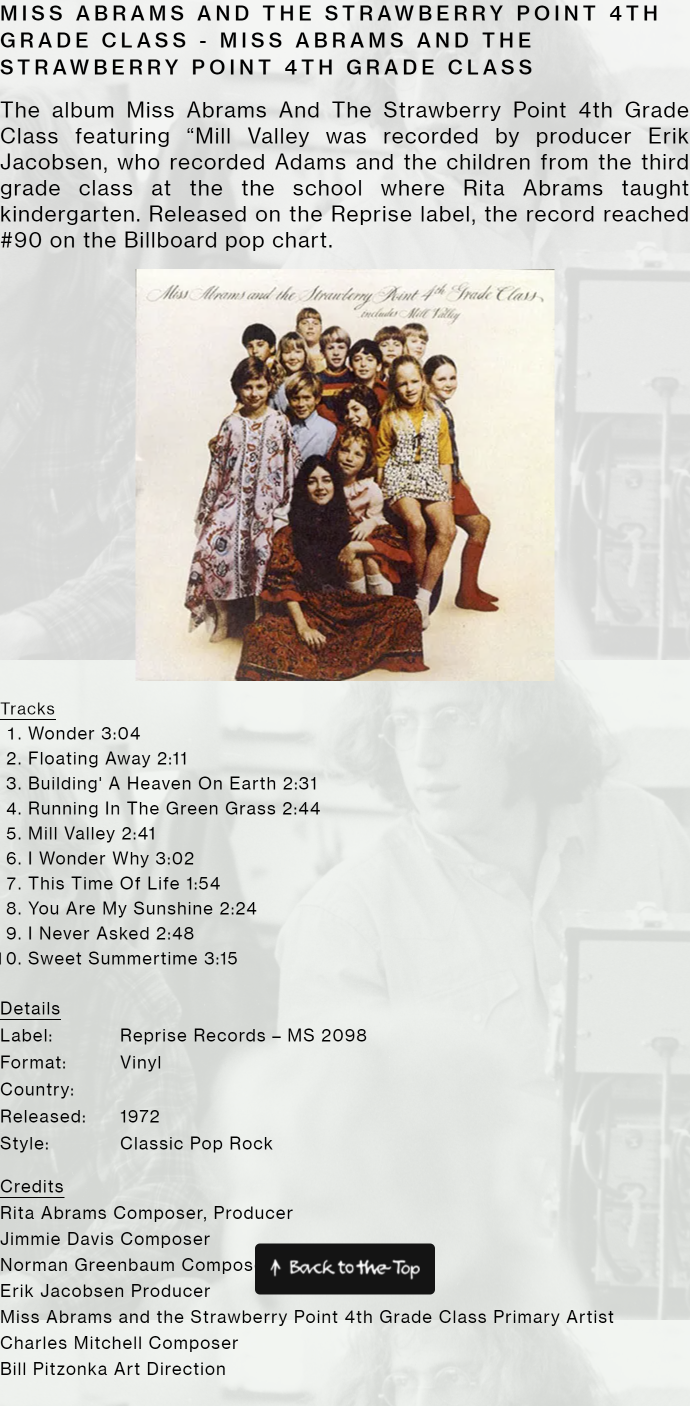 MISS ABRAMS AND THE STRAWBERRY POINT 4TH
GRADE CLASS - MISS ABRAMS AND THE
STRAWBERRY POINT 4TH GRADE CLASS
The album Miss Abrams And The Strawberry Point 4th Grade
Class featuring “Mill Valley was recorded by producer Erik
Jacobsen, who recorded Adams and the children from the third
grade class at the the school where Rita Abrams taught
kindergarten. Released on the Reprise label, the record reached
#90 on the Billboard pop chart.
Miss Abrams and the Strawberry Point 4th Grade Class
includes Mill Valley
Tracks
1. Wonder 3:04
2. Floating Away 2:11
3. Building' A Heaven On Earth 2:31
4. Running In The Green Grass 2:44
5. Mill Valley 2:41
6. I Wonder Why 3:02
7. This Time Of Life 1:54
8. You Are My Sunshine 2:24
9. I Never Asked 2:48
10. Sweet Summertime 3:15
Details
Label: Reprise Records – MS 2098
Format: Vinyl
Country:
Released: 1972
Style: Classic Pop Rock
Credits
Rita Abrams Composer, Producer
Jimmie Davis Composer
Norman Greenbaum Compos
↑ Back to the Top
Erik Jacobsen Producer
Miss Abrams and the Strawberry Point 4th Grade Class Primary Artist
Charles Mitchell Composer
Bill Pitzonka Art Direction